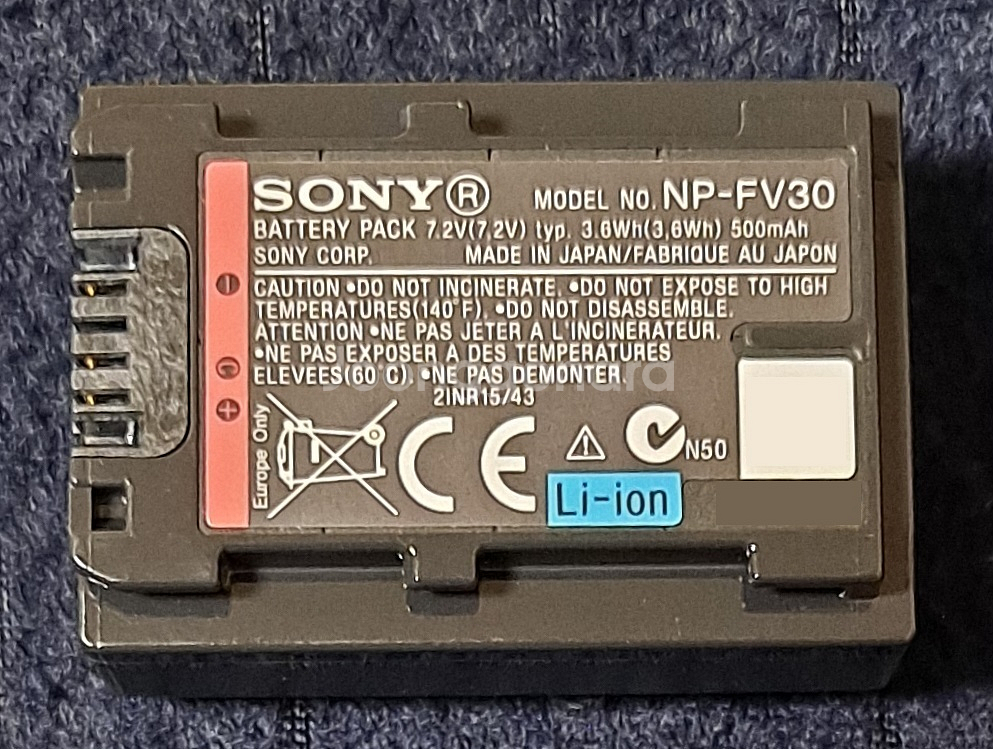 SONY®
MODEL NO. NP-FV30
BATTERY PACK 7.2V(7,2V) typ. 3.6Wh(3,6Wh) 500mAh
SONY CORP. MADE IN JAPAN/FABRIQUE AU JAPON
CAUTION •DO NOT INCINERATE. •DO NOT EXPOSE TO HIGH
TEMPERATURES(140°F). •DO NOT DISASSEMBLE.
ATTENTION •NE PAS JETER A L'INCINERATEUR.
•NE PAS EXPOSER A DES TEMPERATURES
ELEVEES(60°C). •NE PAS DEMONTER.
2INR15/43
Europe Only
CE
N50
Li-ion
− C +